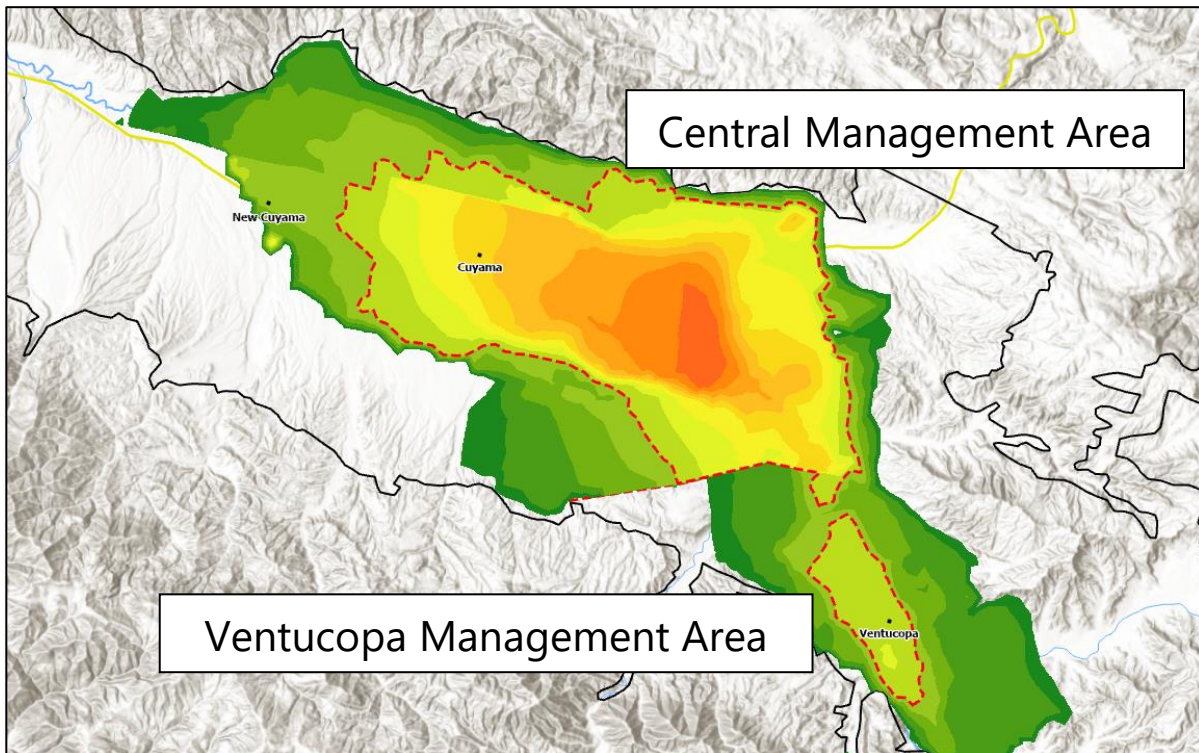 Central Management Area
New Cuyama
Cuyama
Ventucopa Management Area
Ventucopa